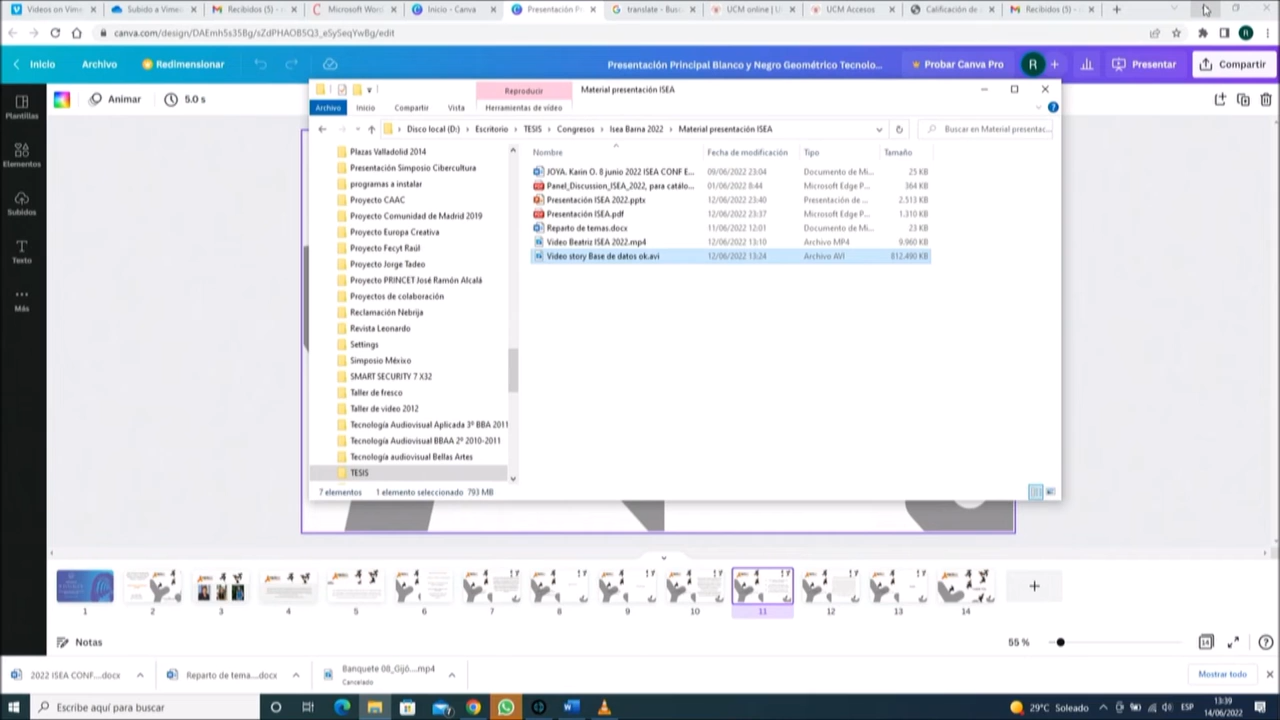 Videos on Vime
Subido a Vime
Recibidos (5)
Microsoft Word
Inicio - Canva
Presentación P
translate - Bus
UCM online | U
UCM Accesos
Calificación de
Recibidos (5)
canva.com/design/DAEmh5s35Bg/sZdPHAOB5Q3_eSySeqYwBg/edit
Inicio
Archivo
Redimensionar
Presentación Principal Blanco y Negro Geométrico Tecnolo...
Probar Canva Pro
R
Presentar
Compartir
Animar
5.0 s
Plantillas
Elementos
Subidos
Texto
Más
Reproducir
Material presentación ISEA
Archivo
Inicio
Compartir
Vista
Herramientas de vídeo
Disco local (D:)
Escritorio
TESIS
Congresos
Isea Barna 2022
Material presentación ISEA
Buscar en Material presentac...
Nombre
Fecha de modificación
Tipo
Tamaño
Plazas Valladolid 2014
Presentación Simposio Cibercultura
programas a instalar
Proyecto CAAC
Proyecto Comunidad de Madrid 2019
Proyecto Europa Creativa
Proyecto Fecyt Raúl
Proyecto Jorge Tadeo
Proyecto PRINCET José Ramón Alcalá
Proyectos de colaboración
Reclamación Nebrija
Revista Leonardo
Settings
Simposio México
SMART SECURITY 7 X32
Taller de fresco
Taller de video 2012
Tecnología Audiovisual Aplicada 3º BBA 2011
Tecnología Audiovisual BBAA 2º 2010-2011
Tecnología audiovisual Bellas Artes
TESIS
JOYA. Karin O. 8 junio 2022 ISEA CONF E... 09/06/2022 23:04 Documento de Mi... 25 KB
Panel_Discussion_ISEA_2022, para catálo... 01/06/2022 8:44 Microsoft Edge P... 364 KB
Presentación ISEA 2022.pptx 12/06/2022 23:40 Presentación de ... 2.513 KB
Presentación ISEA.pdf 12/06/2022 23:37 Microsoft Edge P... 1.310 KB
Reparto de temas.docx 11/06/2022 12:01 Documento de Mi... 23 KB
Video Beatriz ISEA 2022.mp4 12/06/2022 13:10 Archivo MP4 9.960 KB
Video story Base de datos ok.avi 12/06/2022 13:24 Archivo AVI 812.490 KB
7 elementos
1 elemento seleccionado 793 MB
1
2
3
4
5
6
7
8
9
10
11
12
13
14
Notas
55 %
14
2022 ISEA CONF....docx
Reparto de tema...docx
Banquete 08_Gijó....mp4
Cancelado
Mostrar todo
Escribe aquí para buscar
29°C Soleado
ESP
13:39
14/06/2022